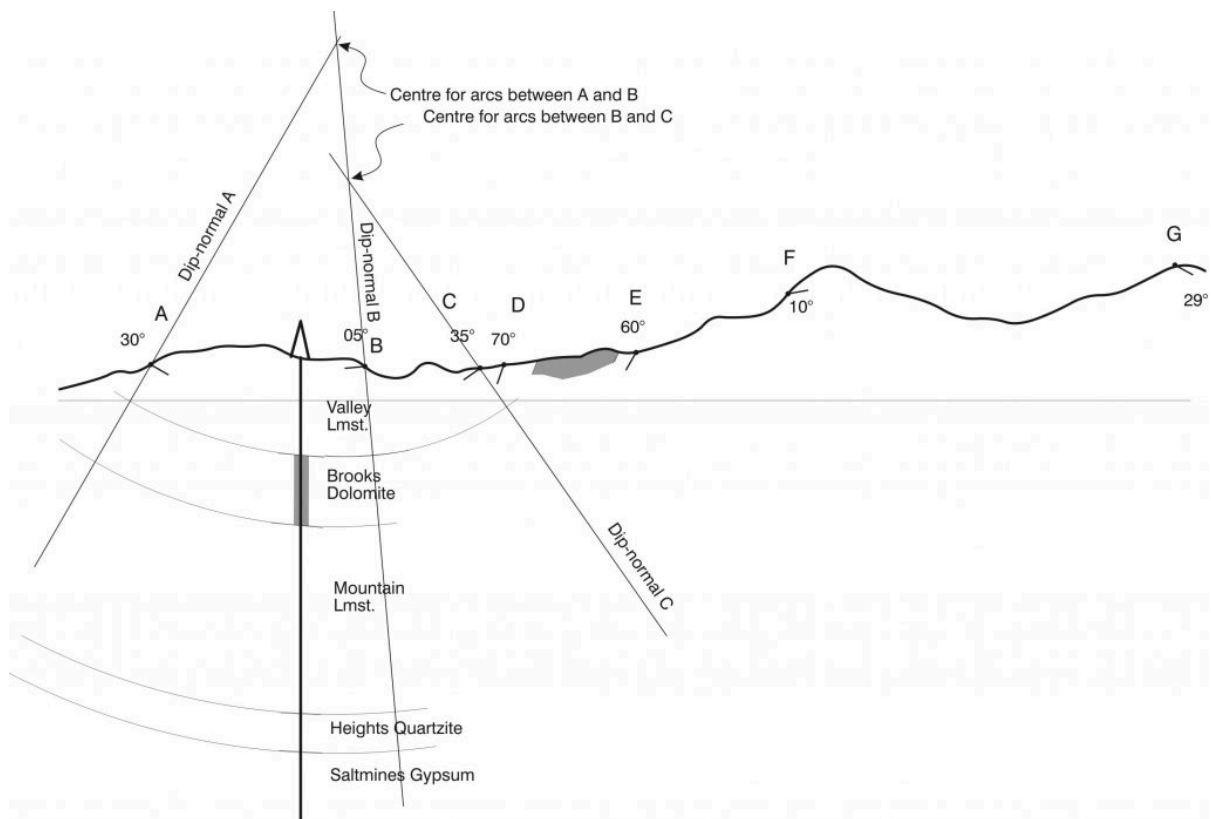 Centre for arcs between A and B
Centre for arcs between B and C
Dip-normal A
Dip-normal B
G
F
A
C
D
E
10°
29°
30°
05°
B
35°
70°
60°
Valley
Lmst.
Brooks
Dolomite
Dip-normal C
Mountain
Lmst.
Heights Quartzite
Saltmines Gypsum